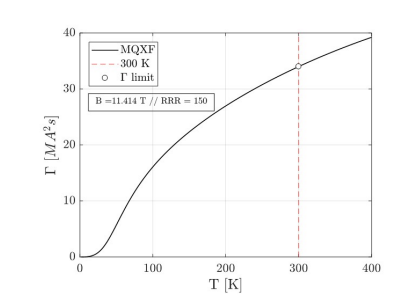 40
30
20
10
0
Γ [MA²s]
MQXF
300 K
Γ limit
B =11.414 T // RRR = 150
0 100 200 300 400
T [K]